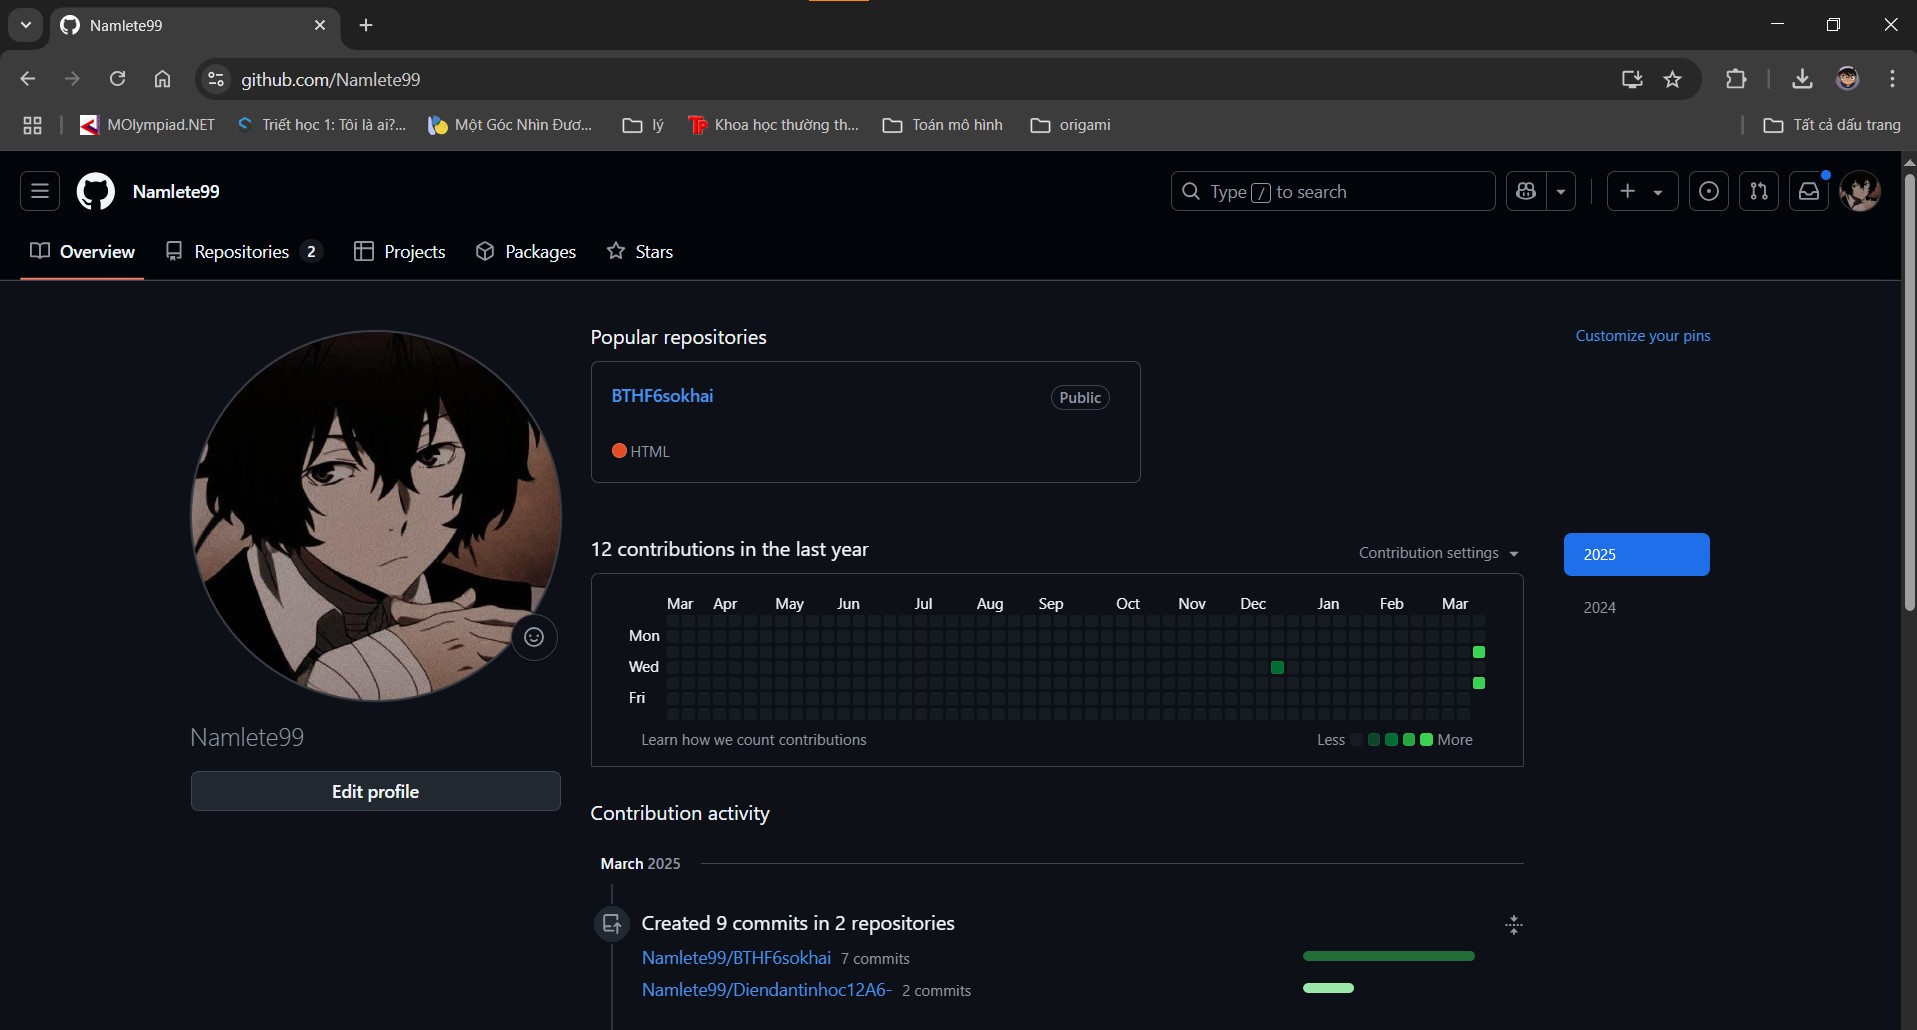 Namlete99
github.com/Namlete99
MOlympiad.NET
Triết học 1: Tôi là ai?...
Một Góc Nhìn Đươ...
lý
Khoa học thường th...
Toán mô hình
origami
Tất cả dấu trang
Namlete99
Type / to search
Overview
Repositories 2
Projects
Packages
Stars
Popular repositories
Customize your pins
BTHF6sokhai
Public
HTML
12 contributions in the last year
Contribution settings
2025
2024
Mar Apr May Jun Jul Aug Sep Oct Nov Dec Jan Feb Mar
Mon
Wed
Fri
Learn how we count contributions
Less More
Namlete99
Edit profile
Contribution activity
March 2025
Created 9 commits in 2 repositories
Namlete99/BTHF6sokhai 7 commits
Namlete99/Diendantinhoc12A6- 2 commits